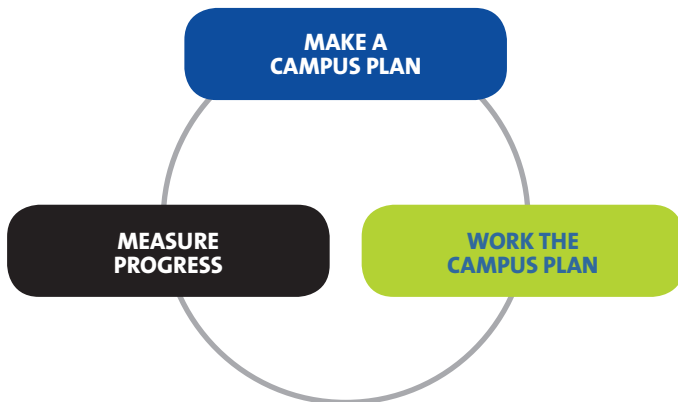 MAKE A
CAMPUS PLAN
MEASURE
PROGRESS
WORK THE
CAMPUS PLAN